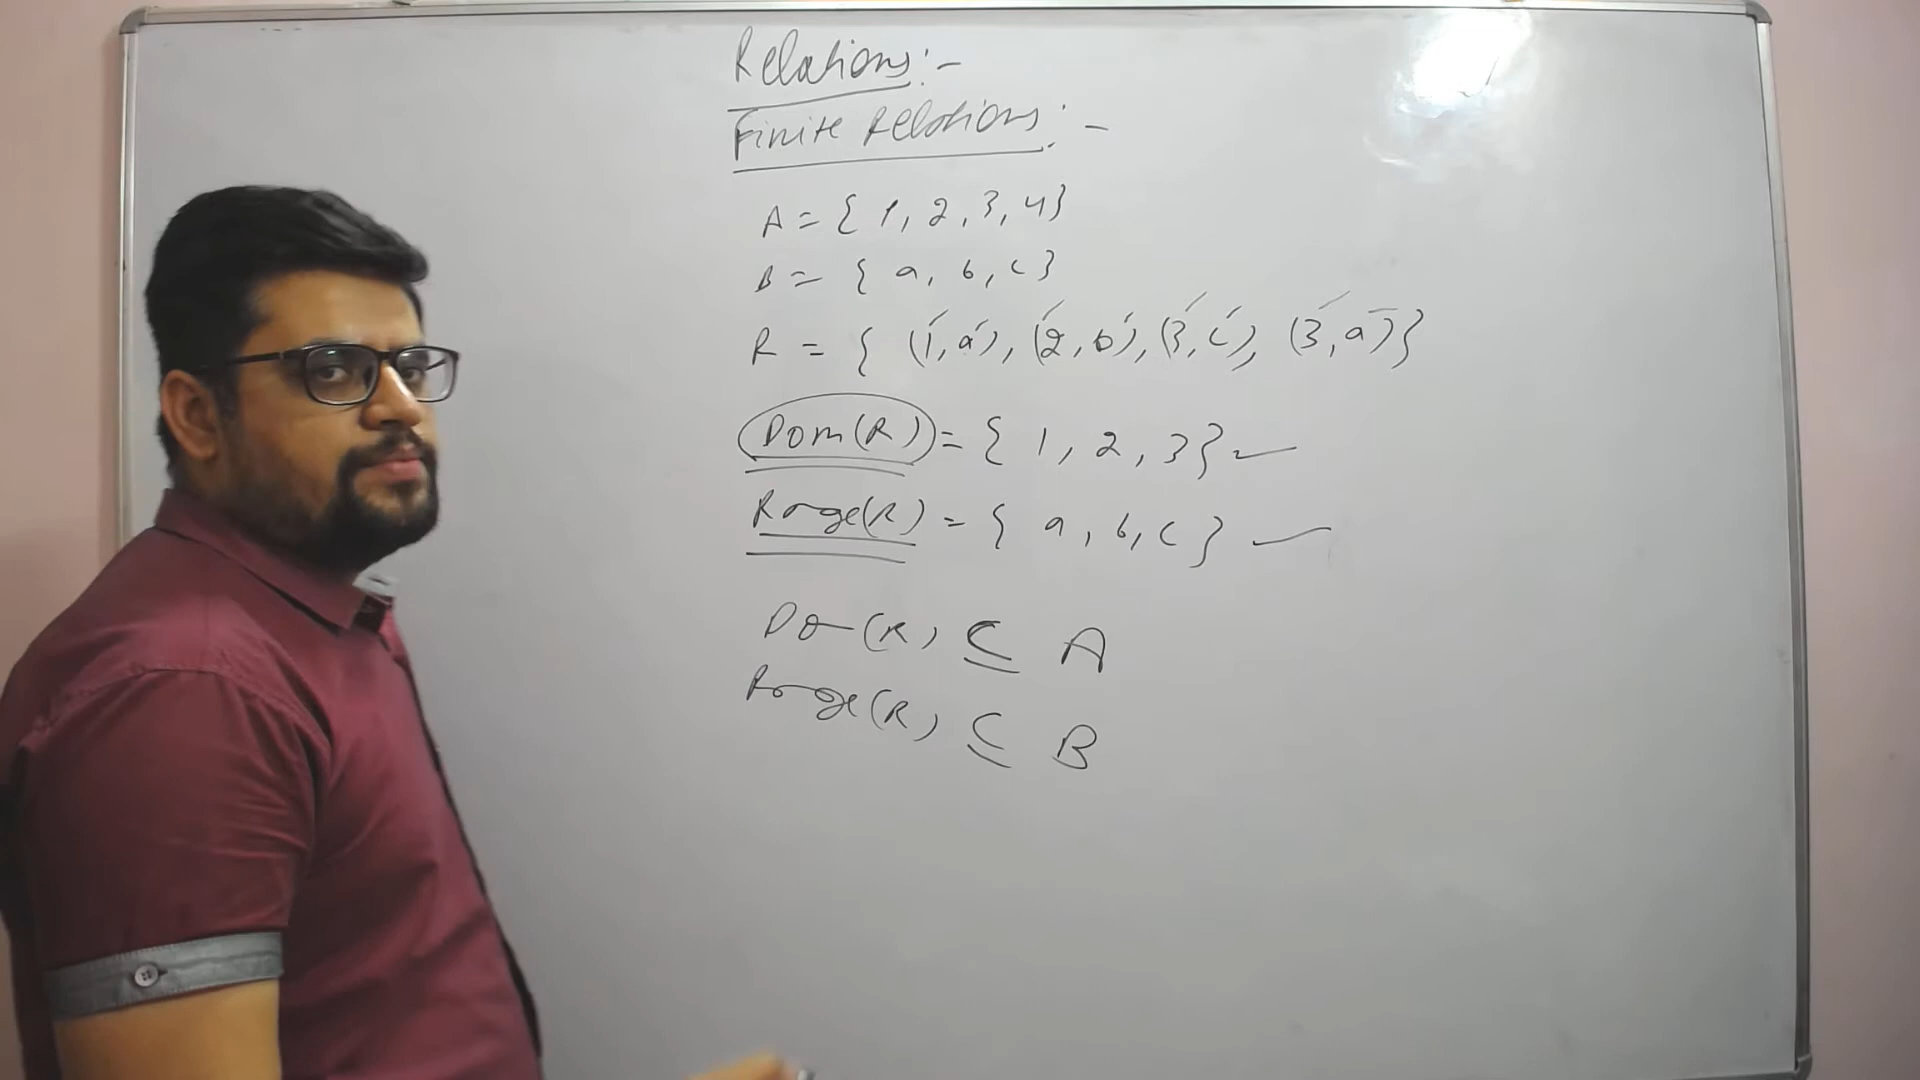 Relations:-
Finite Relations:-
A = { 1, 2, 3, 4}
B = { a, b, c}
R = { (1, a), (2, b), (3, c), (3, a)}
Dom(R) = { 1, 2, 3}
Range(R) = { a, b, c }
Dom(R) ⊆ A
Range(R) ⊆ B